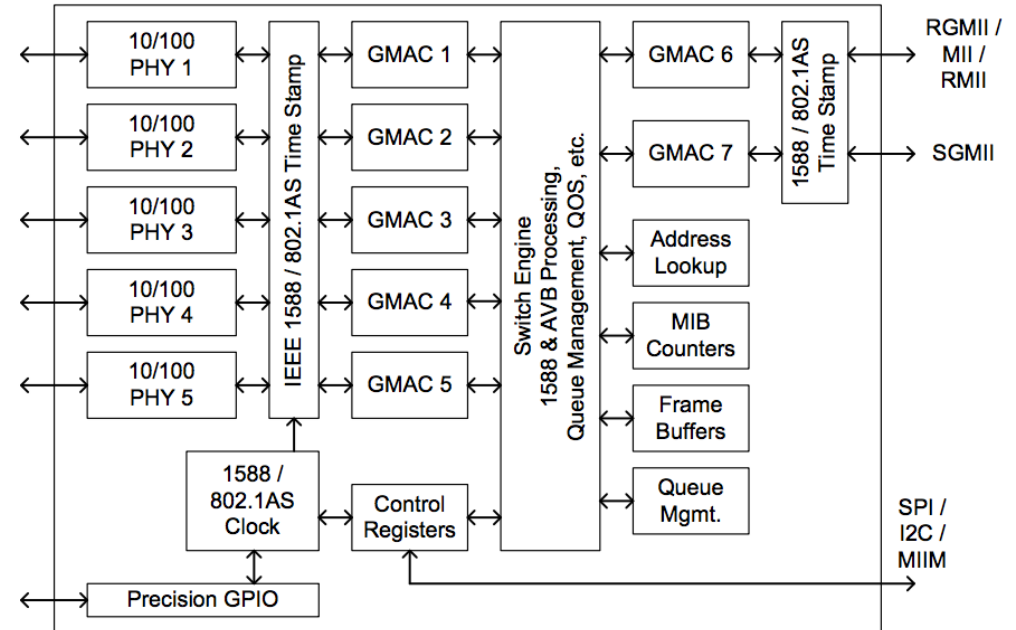 10/100
PHY 1
10/100
PHY 2
10/100
PHY 3
10/100
PHY 4
10/100
PHY 5
IEEE 1588 / 802.1AS Time Stamp
GMAC 1
GMAC 2
GMAC 3
GMAC 4
GMAC 5
Switch Engine
1588 & AVB Processing,
Queue Management, QOS, etc.
GMAC 6
GMAC 7
1588 / 802.1AS
Time Stamp
RGMII /
MII /
RMII
SGMII
Address
Lookup
MIB
Counters
Frame
Buffers
Queue
Mgmt.
1588 /
802.1AS
Clock
Control
Registers
SPI /
I2C /
MIIM
Precision GPIO